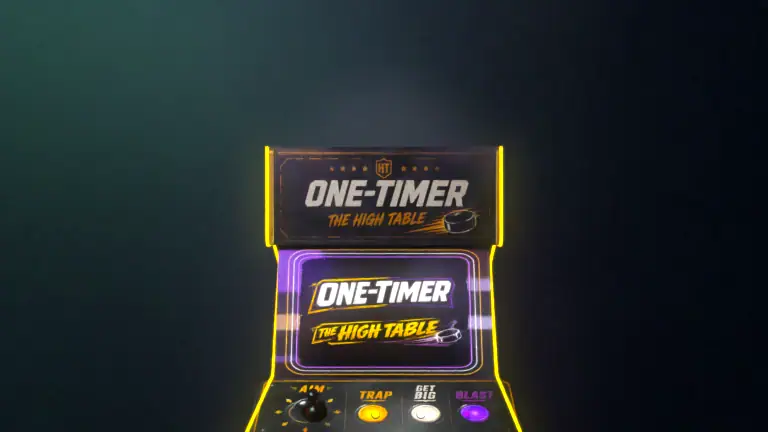 HT
ONE-TIMER
THE HIGH TABLE
ONE-TIMER
THE HIGH TABLE
AIM
TRAP
GET
BIG
BLAST